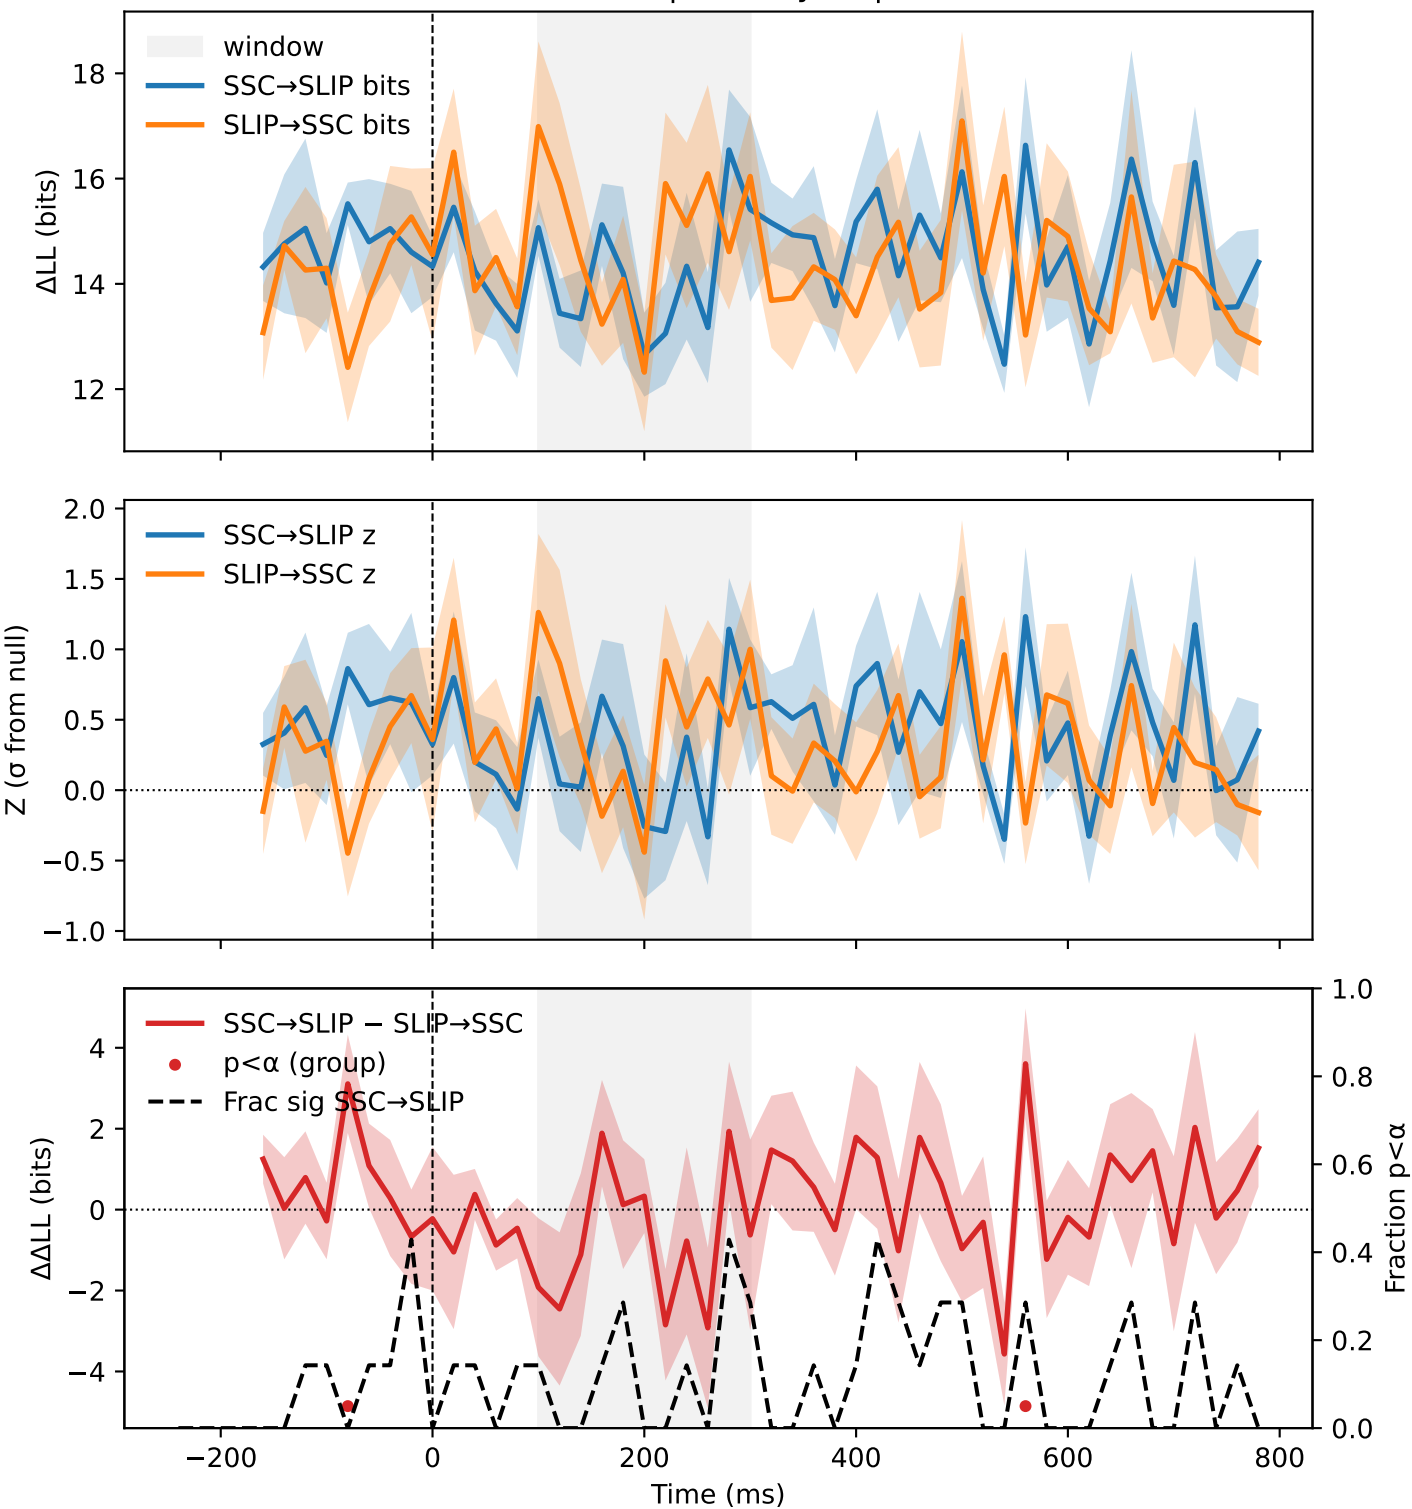 window
SSC→SLIP bits
SLIP→SSC bits
18
16
14
12
ΔLL (bits)
SSC→SLIP z
SLIP→SSC z
2.0
1.5
1.0
0.5
0.0
−0.5
−1.0
Z (σ from null)
SSC→SLIP − SLIP→SSC
p<α (group)
Frac sig SSC→SLIP
4
2
0
−2
−4
ΔΔLL (bits)
1.0
0.8
0.6
0.4
0.2
0.0
Fraction p<α
−200 0 200 400 600 800
Time (ms)